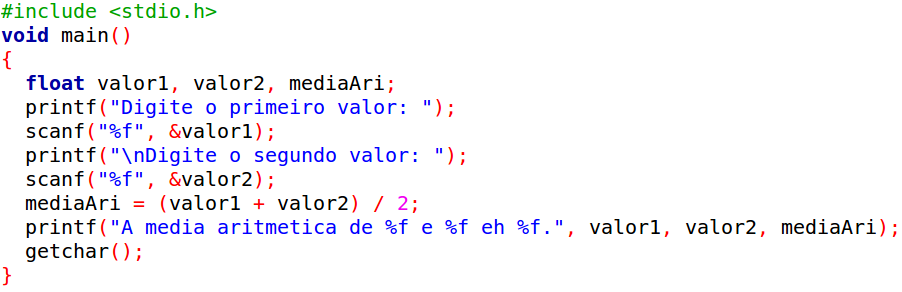 #include <stdio.h>
void main()
{
  float valor1, valor2, mediaAri;
  printf("Digite o primeiro valor: ");
  scanf("%f", &valor1);
  printf("\nDigite o segundo valor: ");
  scanf("%f", &valor2);
  mediaAri = (valor1 + valor2) / 2;
  printf("A media aritmetica de %f e %f eh %f.", valor1, valor2, mediaAri);
  getchar();
}